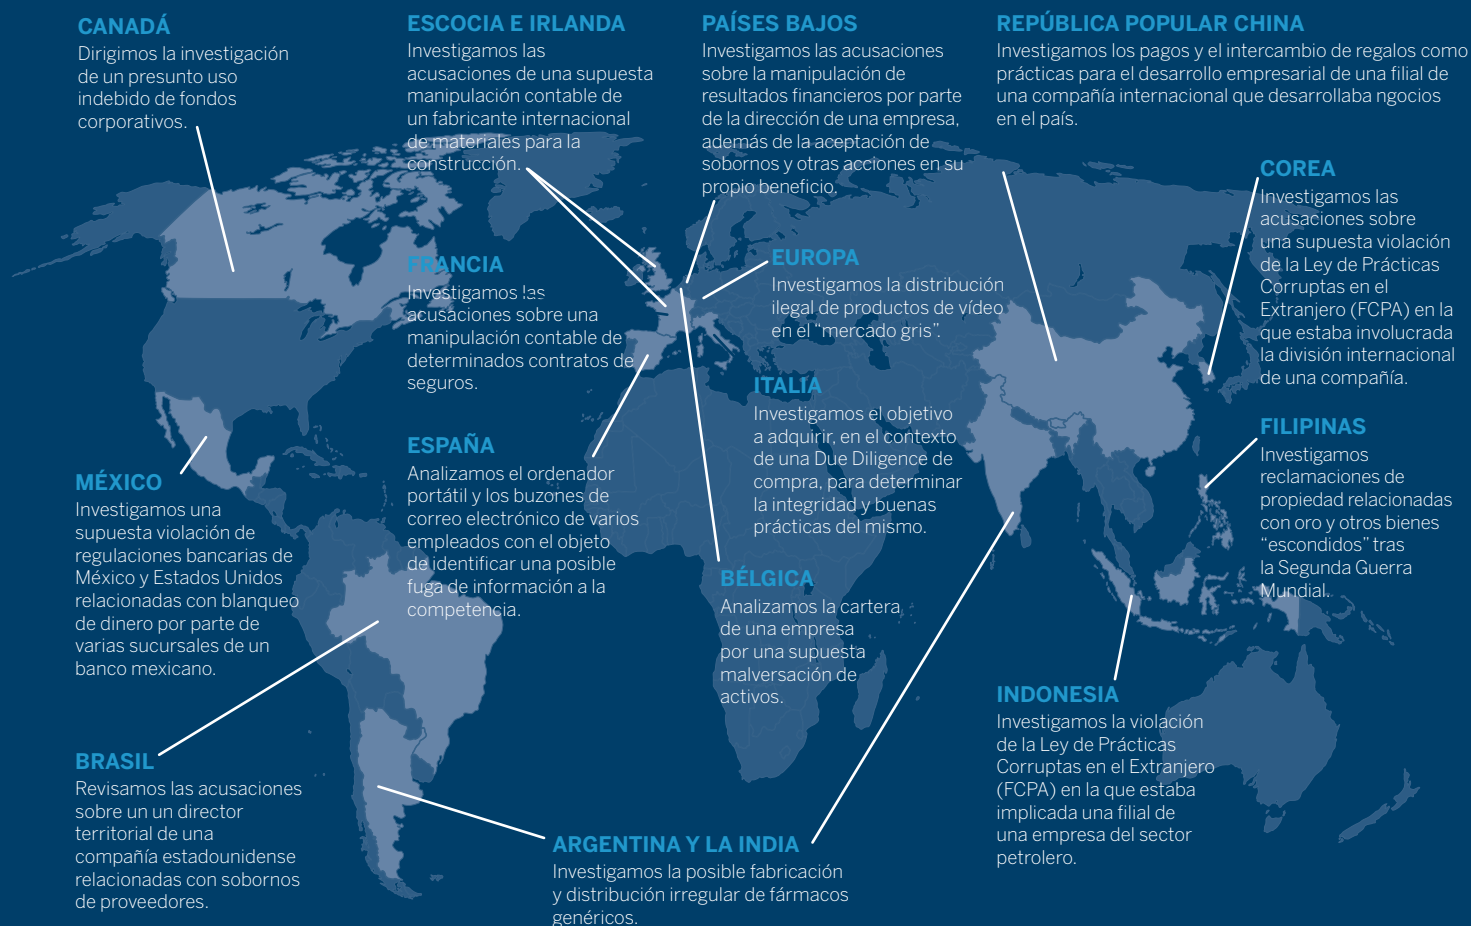 CANADÁ
Dirigimos la investigación
de un presunto uso
indebido de fondos
corporativos.
ESCOCIA E IRLANDA
Investigamos las
acusaciones de una supuesta
manipulación contable de
un fabricante internacional
de materiales para la
construcción.
PAÍSES BAJOS
Investigamos las acusaciones
sobre la manipulación de
resultados financieros por parte
de la dirección de una empresa,
además de la aceptación de
sobornos y otras acciones en su
propio beneficio.
REPÚBLICA POPULAR CHINA
Investigamos los pagos y el intercambio de regalos como
prácticas para el desarrollo empresarial de una filial de
una compañía internacional que desarrollaba ngocios
en el país.
COREA
Investigamos las
acusaciones sobre
una supuesta violación
de la Ley de Prácticas
Corruptas en el
Extranjero (FCPA) en la
que estaba involucrada
la división internacional
de una compañía.
FRANCIA
Investigamos las
acusaciones sobre una
manipulación contable de
determinados contratos de
seguros.
EUROPA
Investigamos la distribución
ilegal de productos de vídeo
en el “mercado gris”.
ITALIA
Investigamos el objetivo
a adquirir, en el contexto
de una Due Diligence de
compra, para determinar
la integridad y buenas
prácticas del mismo.
FILIPINAS
Investigamos
reclamaciones de
propiedad relacionadas
con oro y otros bienes
“escondidos” tras
la Segunda Guerra
Mundial.
ESPAÑA
Analizamos el ordenador
portátil y los buzones de
correo electrónico de varios
empleados con el objeto
de identificar una posible
fuga de información a la
competencia.
MÉXICO
Investigamos una
supuesta violación de
regulaciones bancarias de
México y Estados Unidos
relacionadas con blanqueo
de dinero por parte de
varias sucursales de un
banco mexicano.
BÉLGICA
Analizamos la cartera
de una empresa
por una supuesta
malversación de
activos.
INDONESIA
Investigamos la violación
de la Ley de Prácticas
Corruptas en el Extranjero
(FCPA) en la que estaba
implicada una filial de
una empresa del sector
petrolero.
BRASIL
Revisamos las acusaciones
sobre un un director
territorial de una
compañía estadounidense
relacionadas con sobornos
de proveedores.
ARGENTINA Y LA INDIA
Investigamos la posible fabricación
y distribución irregular de fármacos
genéricos.